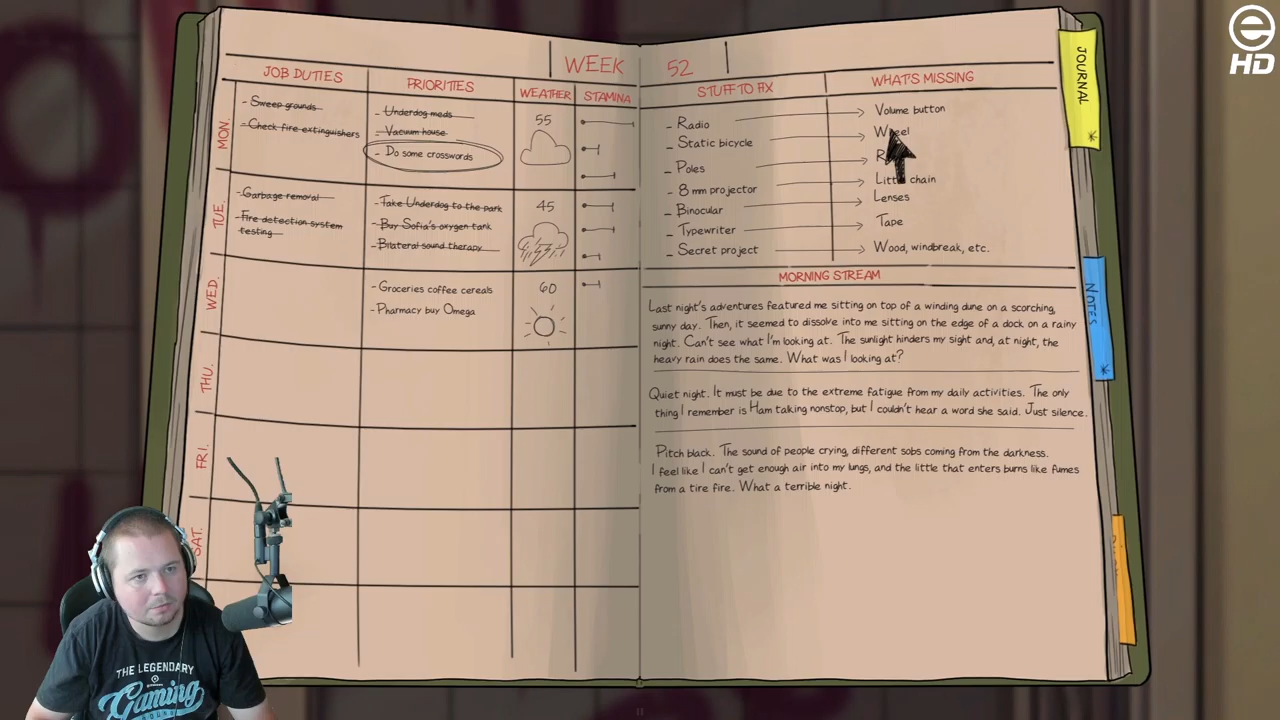 WEEK 52
JOB DUTIES
PRIORITIES
WEATHER
STAMINA
MON.
- Sweep grounds
- Check fire extinguishers
- Underdog meds
- Vacuum house
- Do some crosswords
55
TUE.
- Garbage removal
- Fire detection system
testing
- Take Underdog to the park
- Buy Sofia's oxygen tank
- Bilateral sound therapy
45
WED.
- Groceries coffee cereals
- Pharmacy buy Omega
60
THU.
FRI.
SAT.
STUFF TO FIX
WHAT'S MISSING
- Radio
Volume button
- Static bicycle
Wheel
- Poles
- 8 mm projector
Little chain
- Binocular
Lenses
- Typewriter
Tape
- Secret project
Wood, windbreak, etc.
MORNING STREAM
Last night's adventures featured me sitting on top of a winding dune on a scorching,
sunny day. Then, it seemed to dissolve into me sitting on the edge of a dock on a rainy
night. Can't see what I'm looking at. The sunlight hinders my sight and, at night, the
heavy rain does the same. What was I looking at?
Quiet night. It must be due to the extreme fatigue from my daily activities. The only
thing I remember is Ham talking nonstop, but I couldn't hear a word she said. Just silence.
Pitch black. The sound of people crying, different sobs coming from the darkness.
I feel like I can't get enough air into my lungs, and the little that enters burns like fumes
from a tire fire. What a terrible night.
JOURNAL
NOTES
e
HD
THE LEGENDARY
Gaming